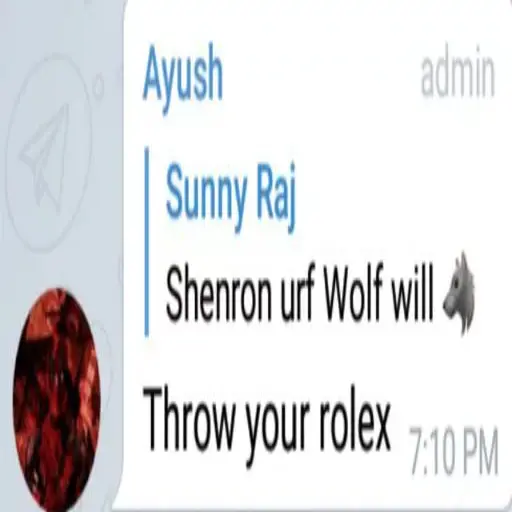 Ayush admin
Sunny Raj
Shenron urf Wolf will 🐺
Throw your rolex
7:10 PM